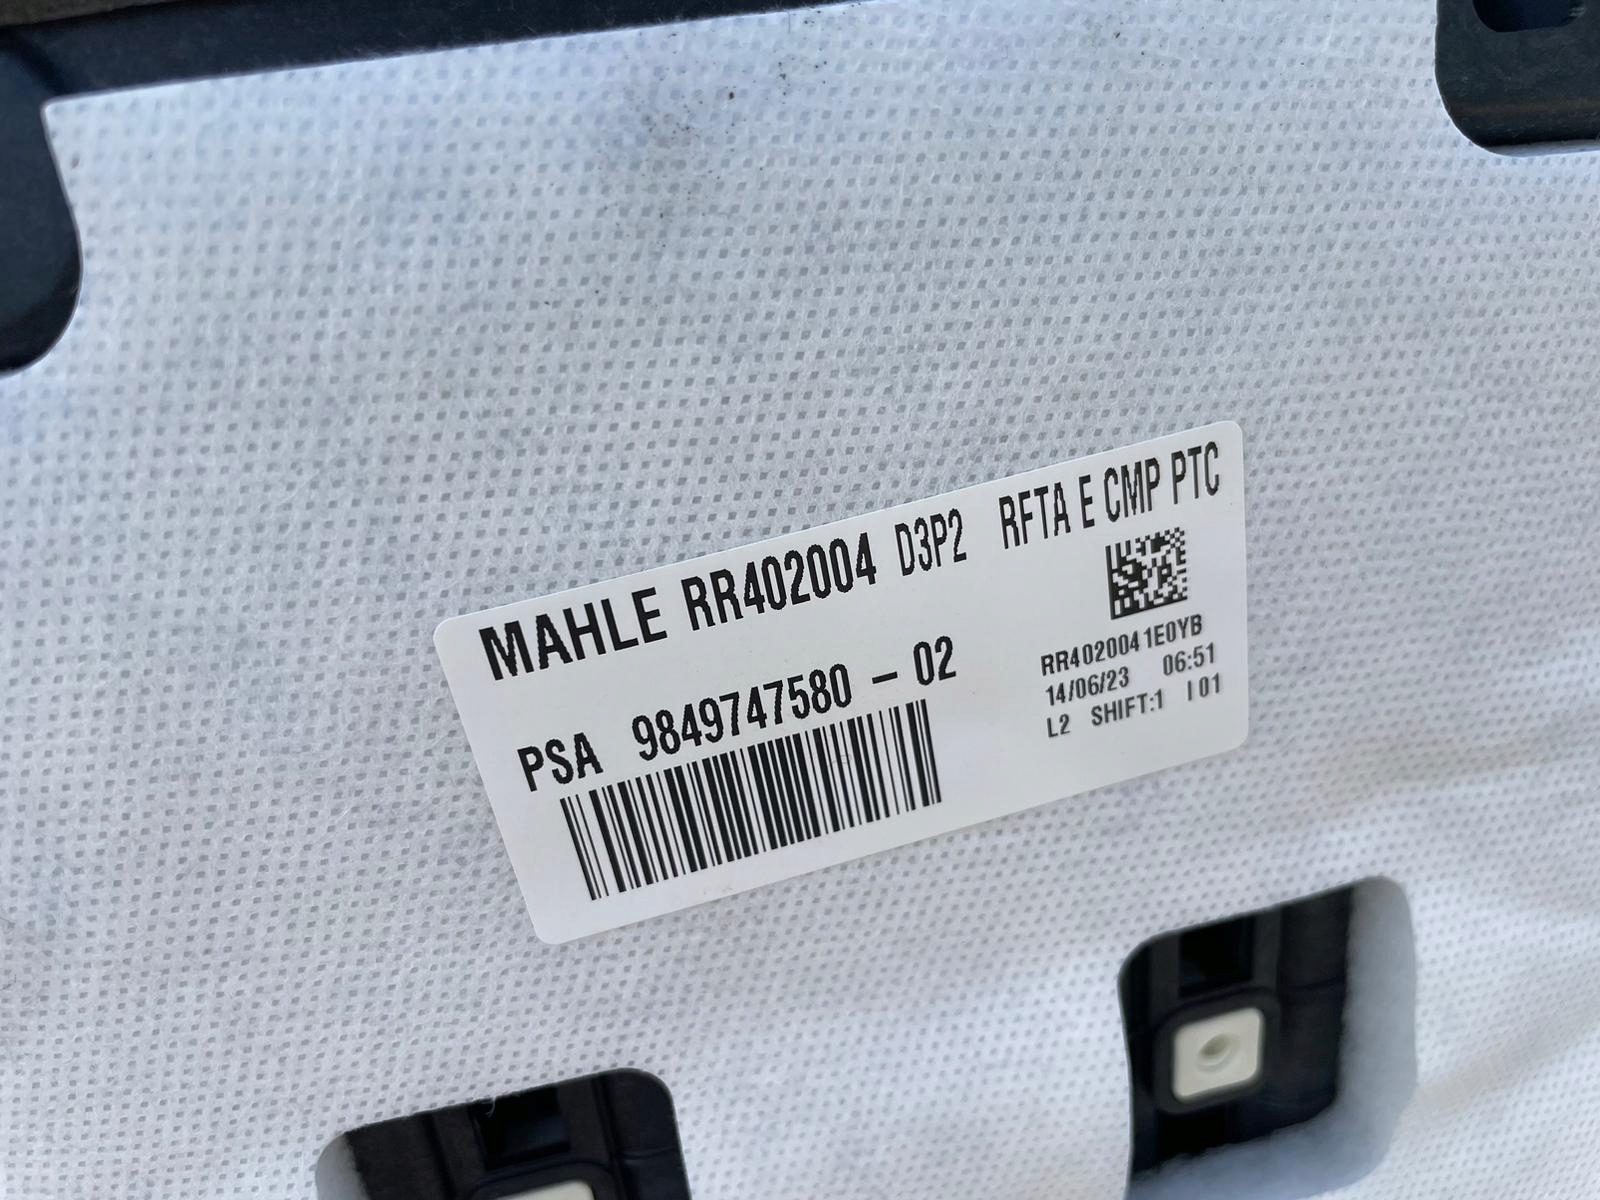 MAHLE RR402004 D3P2 RFTA E CMP PTC
PSA 9849747580 – 02
RR4020041E0YB
14/06/23 06:51
L2 SHIFT:1 I01